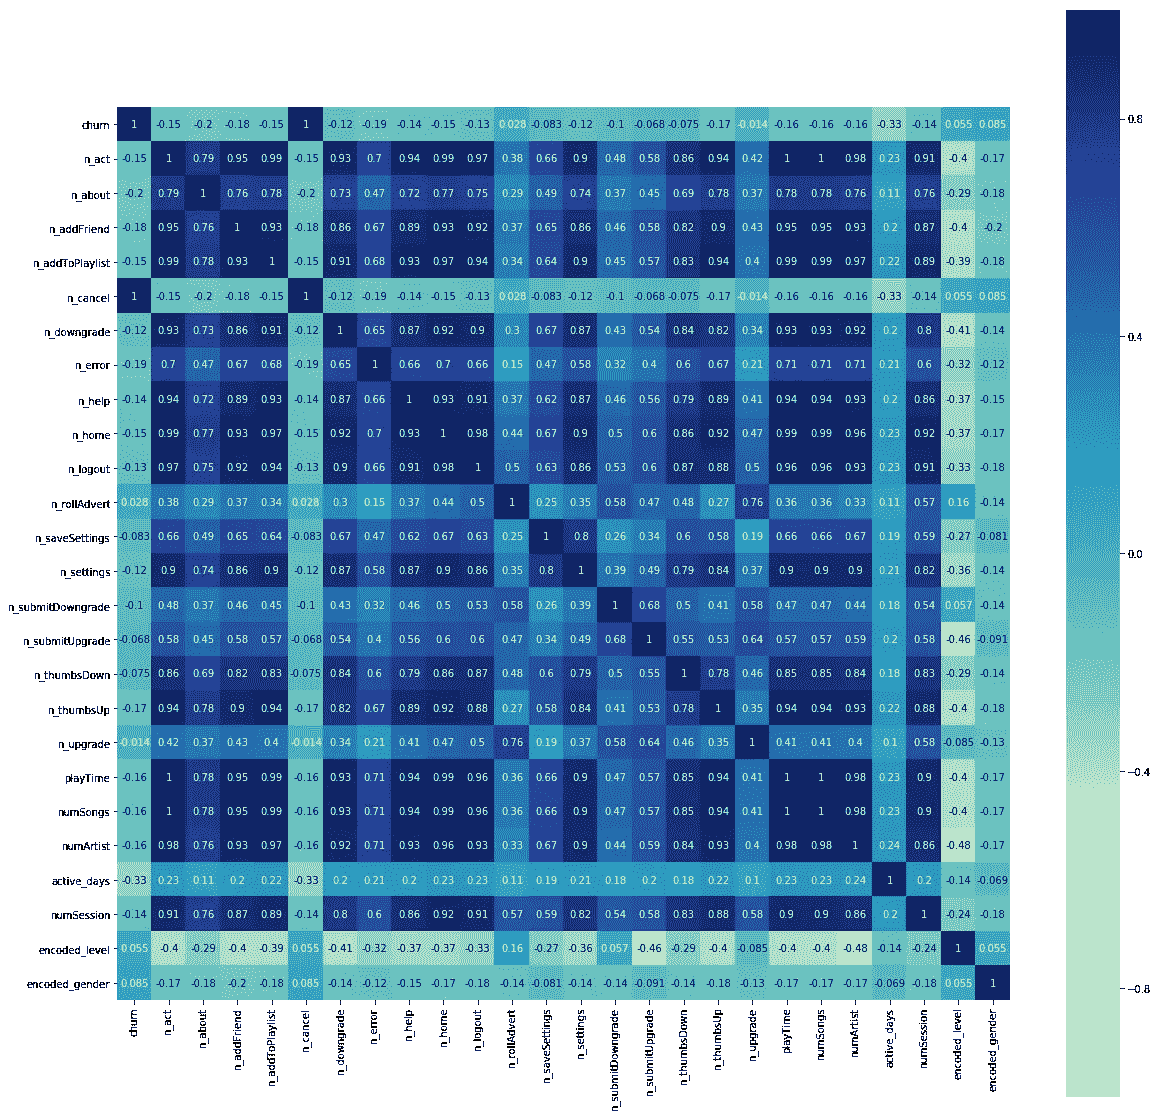 churn 1 -0.15 -0.2 -0.18 -0.15 1 -0.12 -0.19 -0.14 -0.15 -0.13 0.028 -0.083 -0.12 -0.1 -0.068 -0.075 -0.17 -0.014 -0.16 -0.16 -0.16 -0.33 -0.14 0.055 0.085
0.8
n_act -0.15 1 0.79 0.95 0.99 -0.15 0.93 0.7 0.94 0.99 0.97 0.38 0.66 0.9 0.48 0.58 0.86 0.94 0.42 1 1 0.98 0.23 0.91 -0.4 -0.17
n_about -0.2 0.79 1 0.76 0.78 -0.2 0.73 0.47 0.72 0.77 0.75 0.29 0.49 0.74 0.37 0.45 0.69 0.78 0.37 0.78 0.78 0.76 0.11 0.76 -0.29 -0.18
n_addFriend -0.18 0.95 0.76 1 0.93 -0.18 0.86 0.67 0.89 0.93 0.92 0.37 0.65 0.86 0.46 0.58 0.82 0.9 0.43 0.95 0.95 0.93 0.2 0.87 -0.4 -0.2
n_addToPlaylist -0.15 0.99 0.78 0.93 1 -0.15 0.91 0.68 0.93 0.97 0.94 0.34 0.64 0.9 0.45 0.57 0.83 0.94 0.4 0.99 0.99 0.97 0.22 0.89 -0.39 -0.18
n_cancel 1 -0.15 -0.2 -0.18 -0.15 1 -0.12 -0.19 -0.14 -0.15 -0.13 0.028 -0.083 -0.12 -0.1 -0.068 -0.075 -0.17 -0.014 -0.16 -0.16 -0.16 -0.33 -0.14 0.055 0.085
n_downgrade -0.12 0.93 0.73 0.86 0.91 -0.12 1 0.65 0.87 0.92 0.9 0.3 0.67 0.87 0.43 0.54 0.84 0.82 0.34 0.93 0.93 0.92 0.2 0.8 -0.41 -0.14
0.4
n_error -0.19 0.7 0.47 0.67 0.68 -0.19 0.65 1 0.66 0.7 0.66 0.15 0.47 0.58 0.32 0.4 0.6 0.67 0.21 0.71 0.71 0.71 0.21 0.6 -0.32 -0.12
n_help -0.14 0.94 0.72 0.89 0.93 -0.14 0.87 0.66 1 0.93 0.91 0.37 0.62 0.87 0.46 0.56 0.79 0.89 0.41 0.94 0.94 0.93 0.2 0.86 -0.37 -0.15
n_home -0.15 0.99 0.77 0.93 0.97 -0.15 0.92 0.7 0.93 1 0.98 0.44 0.67 0.9 0.5 0.6 0.86 0.92 0.47 0.99 0.99 0.96 0.23 0.92 -0.37 -0.17
n_logout -0.13 0.97 0.75 0.92 0.94 -0.13 0.9 0.66 0.91 0.98 1 0.5 0.63 0.86 0.53 0.6 0.87 0.88 0.5 0.96 0.96 0.93 0.23 0.91 -0.33 -0.18
n_rollAdvert 0.028 0.38 0.29 0.37 0.34 0.028 0.3 0.15 0.37 0.44 0.5 1 0.25 0.35 0.58 0.47 0.48 0.27 0.76 0.36 0.36 0.33 0.11 0.57 0.16 -0.14
n_saveSettings -0.083 0.66 0.49 0.65 0.64 -0.083 0.67 0.47 0.62 0.67 0.63 0.25 1 0.8 0.26 0.34 0.6 0.58 0.19 0.66 0.66 0.67 0.19 0.59 -0.27 -0.081
0.0
n_settings -0.12 0.9 0.74 0.86 0.9 -0.12 0.87 0.58 0.87 0.9 0.86 0.35 0.8 1 0.39 0.49 0.79 0.84 0.37 0.9 0.9 0.9 0.21 0.82 -0.36 -0.14
n_submitDowngrade -0.1 0.48 0.37 0.46 0.45 -0.1 0.43 0.32 0.46 0.5 0.53 0.58 0.26 0.39 1 0.68 0.5 0.41 0.58 0.47 0.47 0.44 0.18 0.54 0.057 -0.14
n_submitUpgrade -0.068 0.58 0.45 0.58 0.57 -0.068 0.54 0.4 0.56 0.6 0.6 0.47 0.34 0.49 0.68 1 0.55 0.53 0.64 0.57 0.57 0.59 0.2 0.58 -0.46 -0.091
n_thumbsDown -0.075 0.86 0.69 0.82 0.83 -0.075 0.84 0.6 0.79 0.86 0.87 0.48 0.6 0.79 0.5 0.55 1 0.78 0.46 0.85 0.85 0.84 0.18 0.83 -0.29 -0.14
n_thumbsUp -0.17 0.94 0.78 0.9 0.94 -0.17 0.82 0.67 0.89 0.92 0.88 0.27 0.58 0.84 0.41 0.53 0.78 1 0.35 0.94 0.94 0.93 0.22 0.88 -0.4 -0.18
n_upgrade -0.014 0.42 0.37 0.43 0.4 -0.014 0.34 0.21 0.41 0.47 0.5 0.76 0.19 0.37 0.58 0.64 0.46 0.35 1 0.41 0.41 0.4 0.1 0.58 -0.085 -0.13
−0.4
playTime -0.16 1 0.78 0.95 0.99 -0.16 0.93 0.71 0.94 0.99 0.96 0.36 0.66 0.9 0.47 0.57 0.85 0.94 0.41 1 1 0.98 0.23 0.9 -0.4 -0.17
numSongs -0.16 1 0.78 0.95 0.99 -0.16 0.93 0.71 0.94 0.99 0.96 0.36 0.66 0.9 0.47 0.57 0.85 0.94 0.41 1 1 0.98 0.23 0.9 -0.4 -0.17
numArtist -0.16 0.98 0.76 0.93 0.97 -0.16 0.92 0.71 0.93 0.96 0.93 0.33 0.67 0.9 0.44 0.59 0.84 0.93 0.4 0.98 0.98 1 0.24 0.86 -0.48 -0.17
active_days -0.33 0.23 0.11 0.2 0.22 -0.33 0.2 0.21 0.2 0.23 0.23 0.11 0.19 0.21 0.18 0.2 0.18 0.22 0.1 0.23 0.23 0.24 1 0.2 -0.14 -0.069
numSession -0.14 0.91 0.76 0.87 0.89 -0.14 0.8 0.6 0.86 0.92 0.91 0.57 0.59 0.82 0.54 0.58 0.83 0.88 0.58 0.9 0.9 0.86 0.2 1 -0.24 -0.18
encoded_level 0.055 -0.4 -0.29 -0.4 -0.39 0.055 -0.41 -0.32 -0.37 -0.37 -0.33 0.16 -0.27 -0.36 0.057 -0.46 -0.29 -0.4 -0.085 -0.4 -0.4 -0.48 -0.14 -0.24 1 0.055
encoded_gender 0.085 -0.17 -0.18 -0.2 -0.18 0.085 -0.14 -0.12 -0.15 -0.17 -0.18 -0.14 -0.081 -0.14 -0.14 -0.091 -0.14 -0.18 -0.13 -0.17 -0.17 -0.17 -0.069 -0.18 0.055 1
−0.8
churn n_act n_about n_addFriend n_addToPlaylist n_cancel n_downgrade n_error n_help n_home n_logout n_rollAdvert n_saveSettings n_settings n_submitDowngrade n_submitUpgrade n_thumbsDown n_thumbsUp n_upgrade playTime numSongs numArtist active_days numSession encoded_level encoded_gender